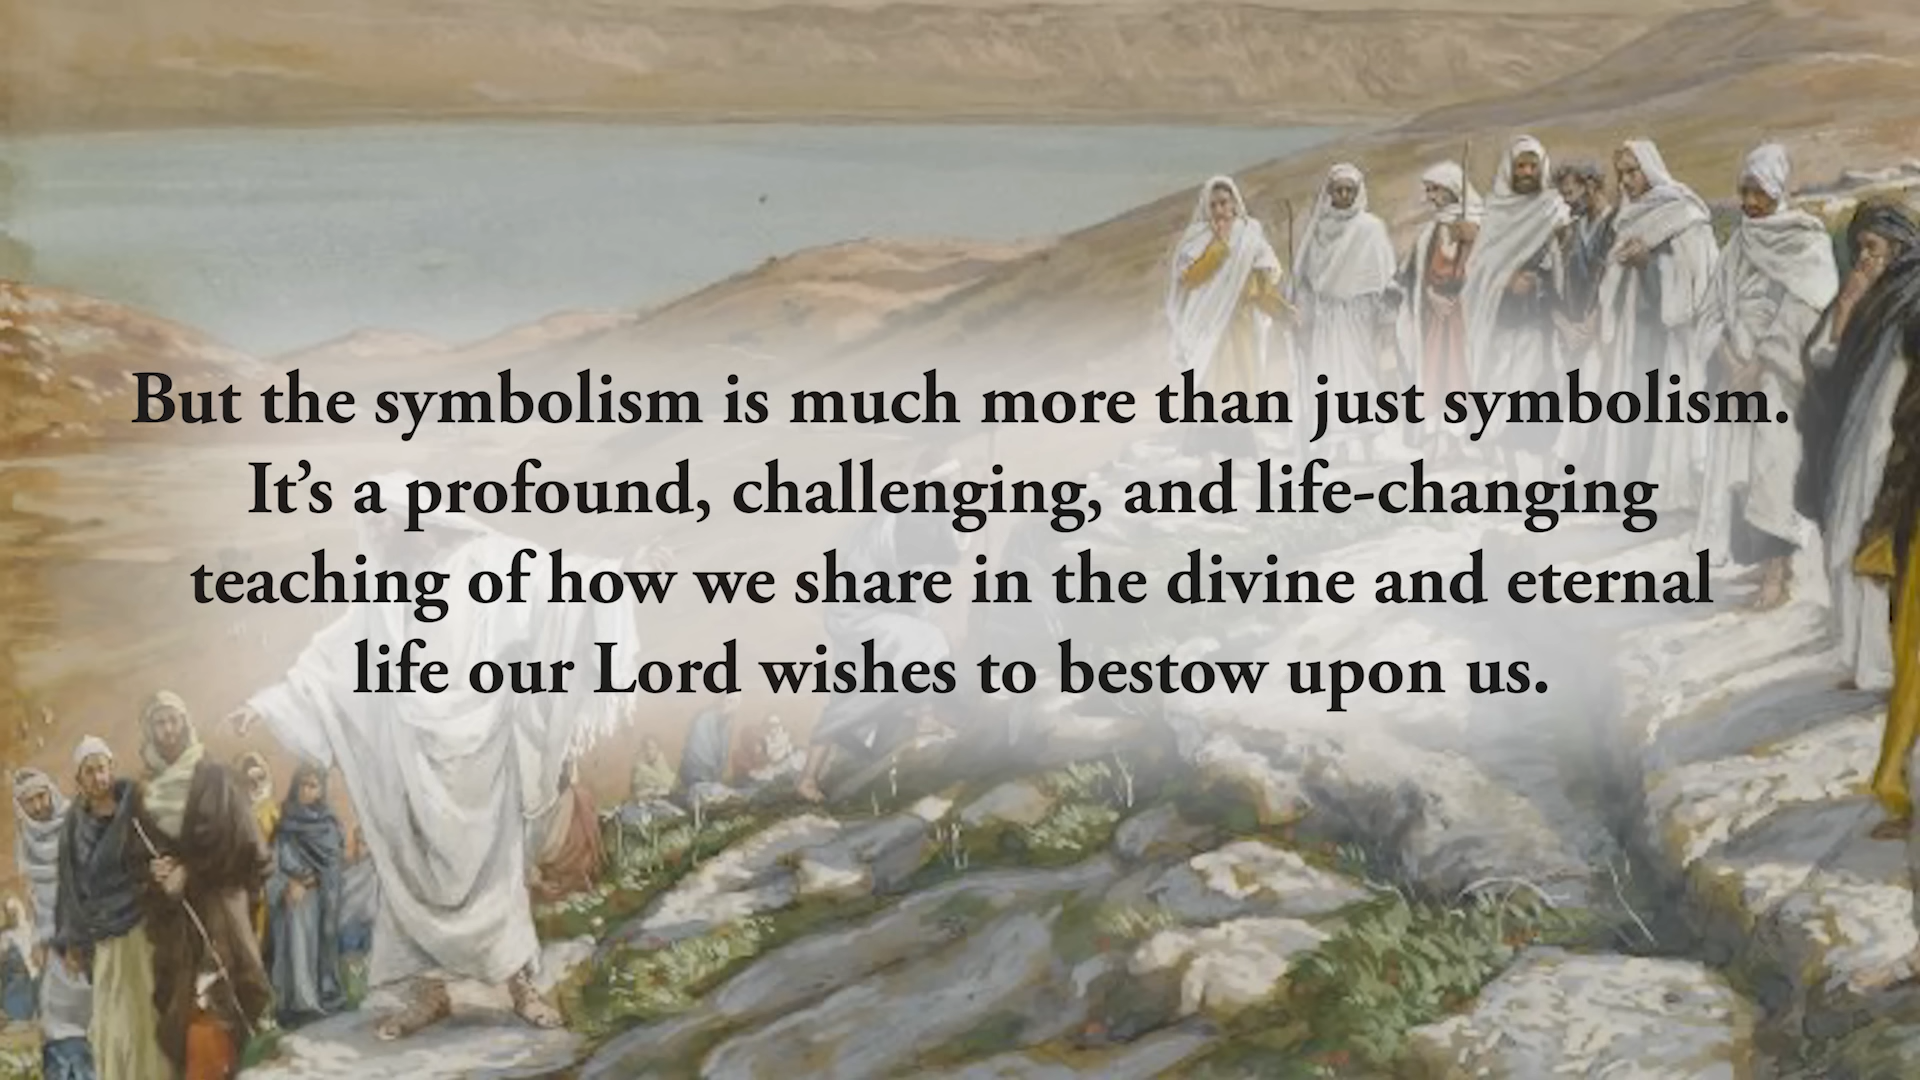 But the symbolism is much more than just symbolism.
It’s a profound, challenging, and life-changing
teaching of how we share in the divine and eternal
life our Lord wishes to bestow upon us.